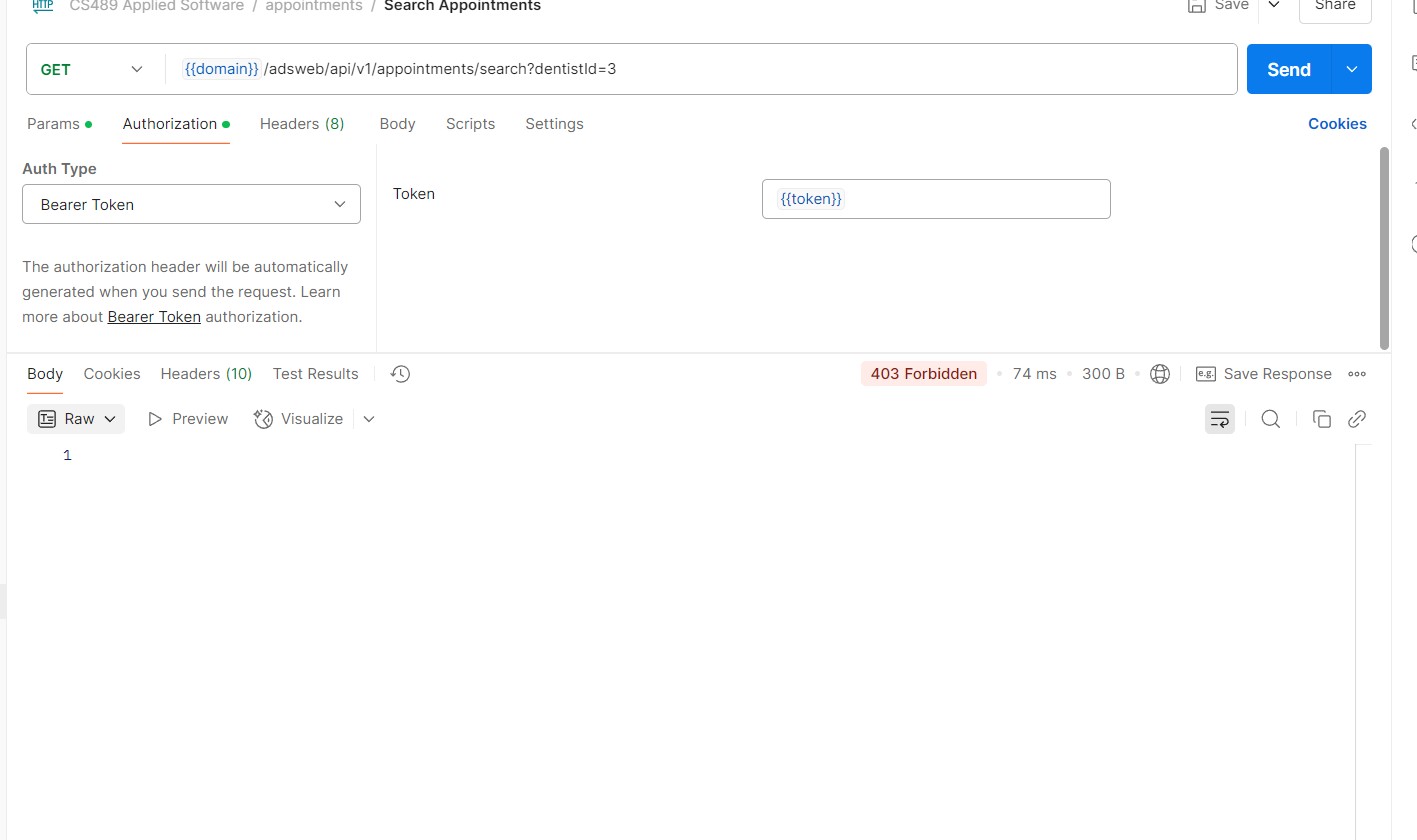 HTTP CS489 Applied Software / appointments / Search Appointments Save Share
GET {{domain}} /adsweb/api/v1/appointments/search?dentistId=3 Send
Params Authorization Headers (8) Body Scripts Settings Cookies
Auth Type
Bearer Token
Token {{token}}
The authorization header will be automatically
generated when you send the request. Learn
more about Bearer Token authorization.
Body Cookies Headers (10) Test Results 403 Forbidden • 74 ms • 300 B • e.g. Save Response
Raw Preview Visualize
1